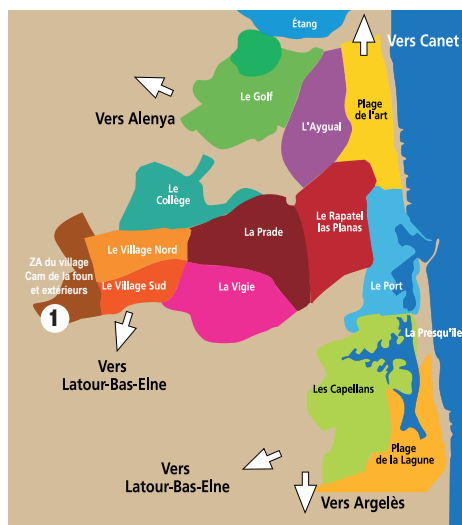 Étang
Vers Canet
Le Golf
Vers Alenya
Plage
de l'art
L'Aygual
Le
Collège
Le Rapatel
las Planas
La Prade
ZA du village
Cam de la foun
et extérieurs
Le Village Nord
Le Village Sud
La Vigie
Le Port
1
La Presqu'île
Vers
Latour-Bas-Elne
Les Capellans
Plage
de la Lagune
Vers
Latour-Bas-Elne
Vers Argelès